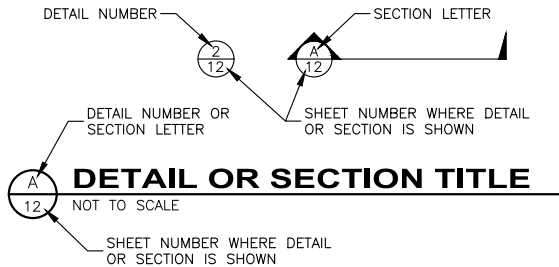 DETAIL NUMBER
SECTION LETTER
2
12
A
12
DETAIL NUMBER OR
SECTION LETTER
SHEET NUMBER WHERE DETAIL
OR SECTION IS SHOWN
A
12
DETAIL OR SECTION TITLE
NOT TO SCALE
SHEET NUMBER WHERE DETAIL
OR SECTION IS SHOWN